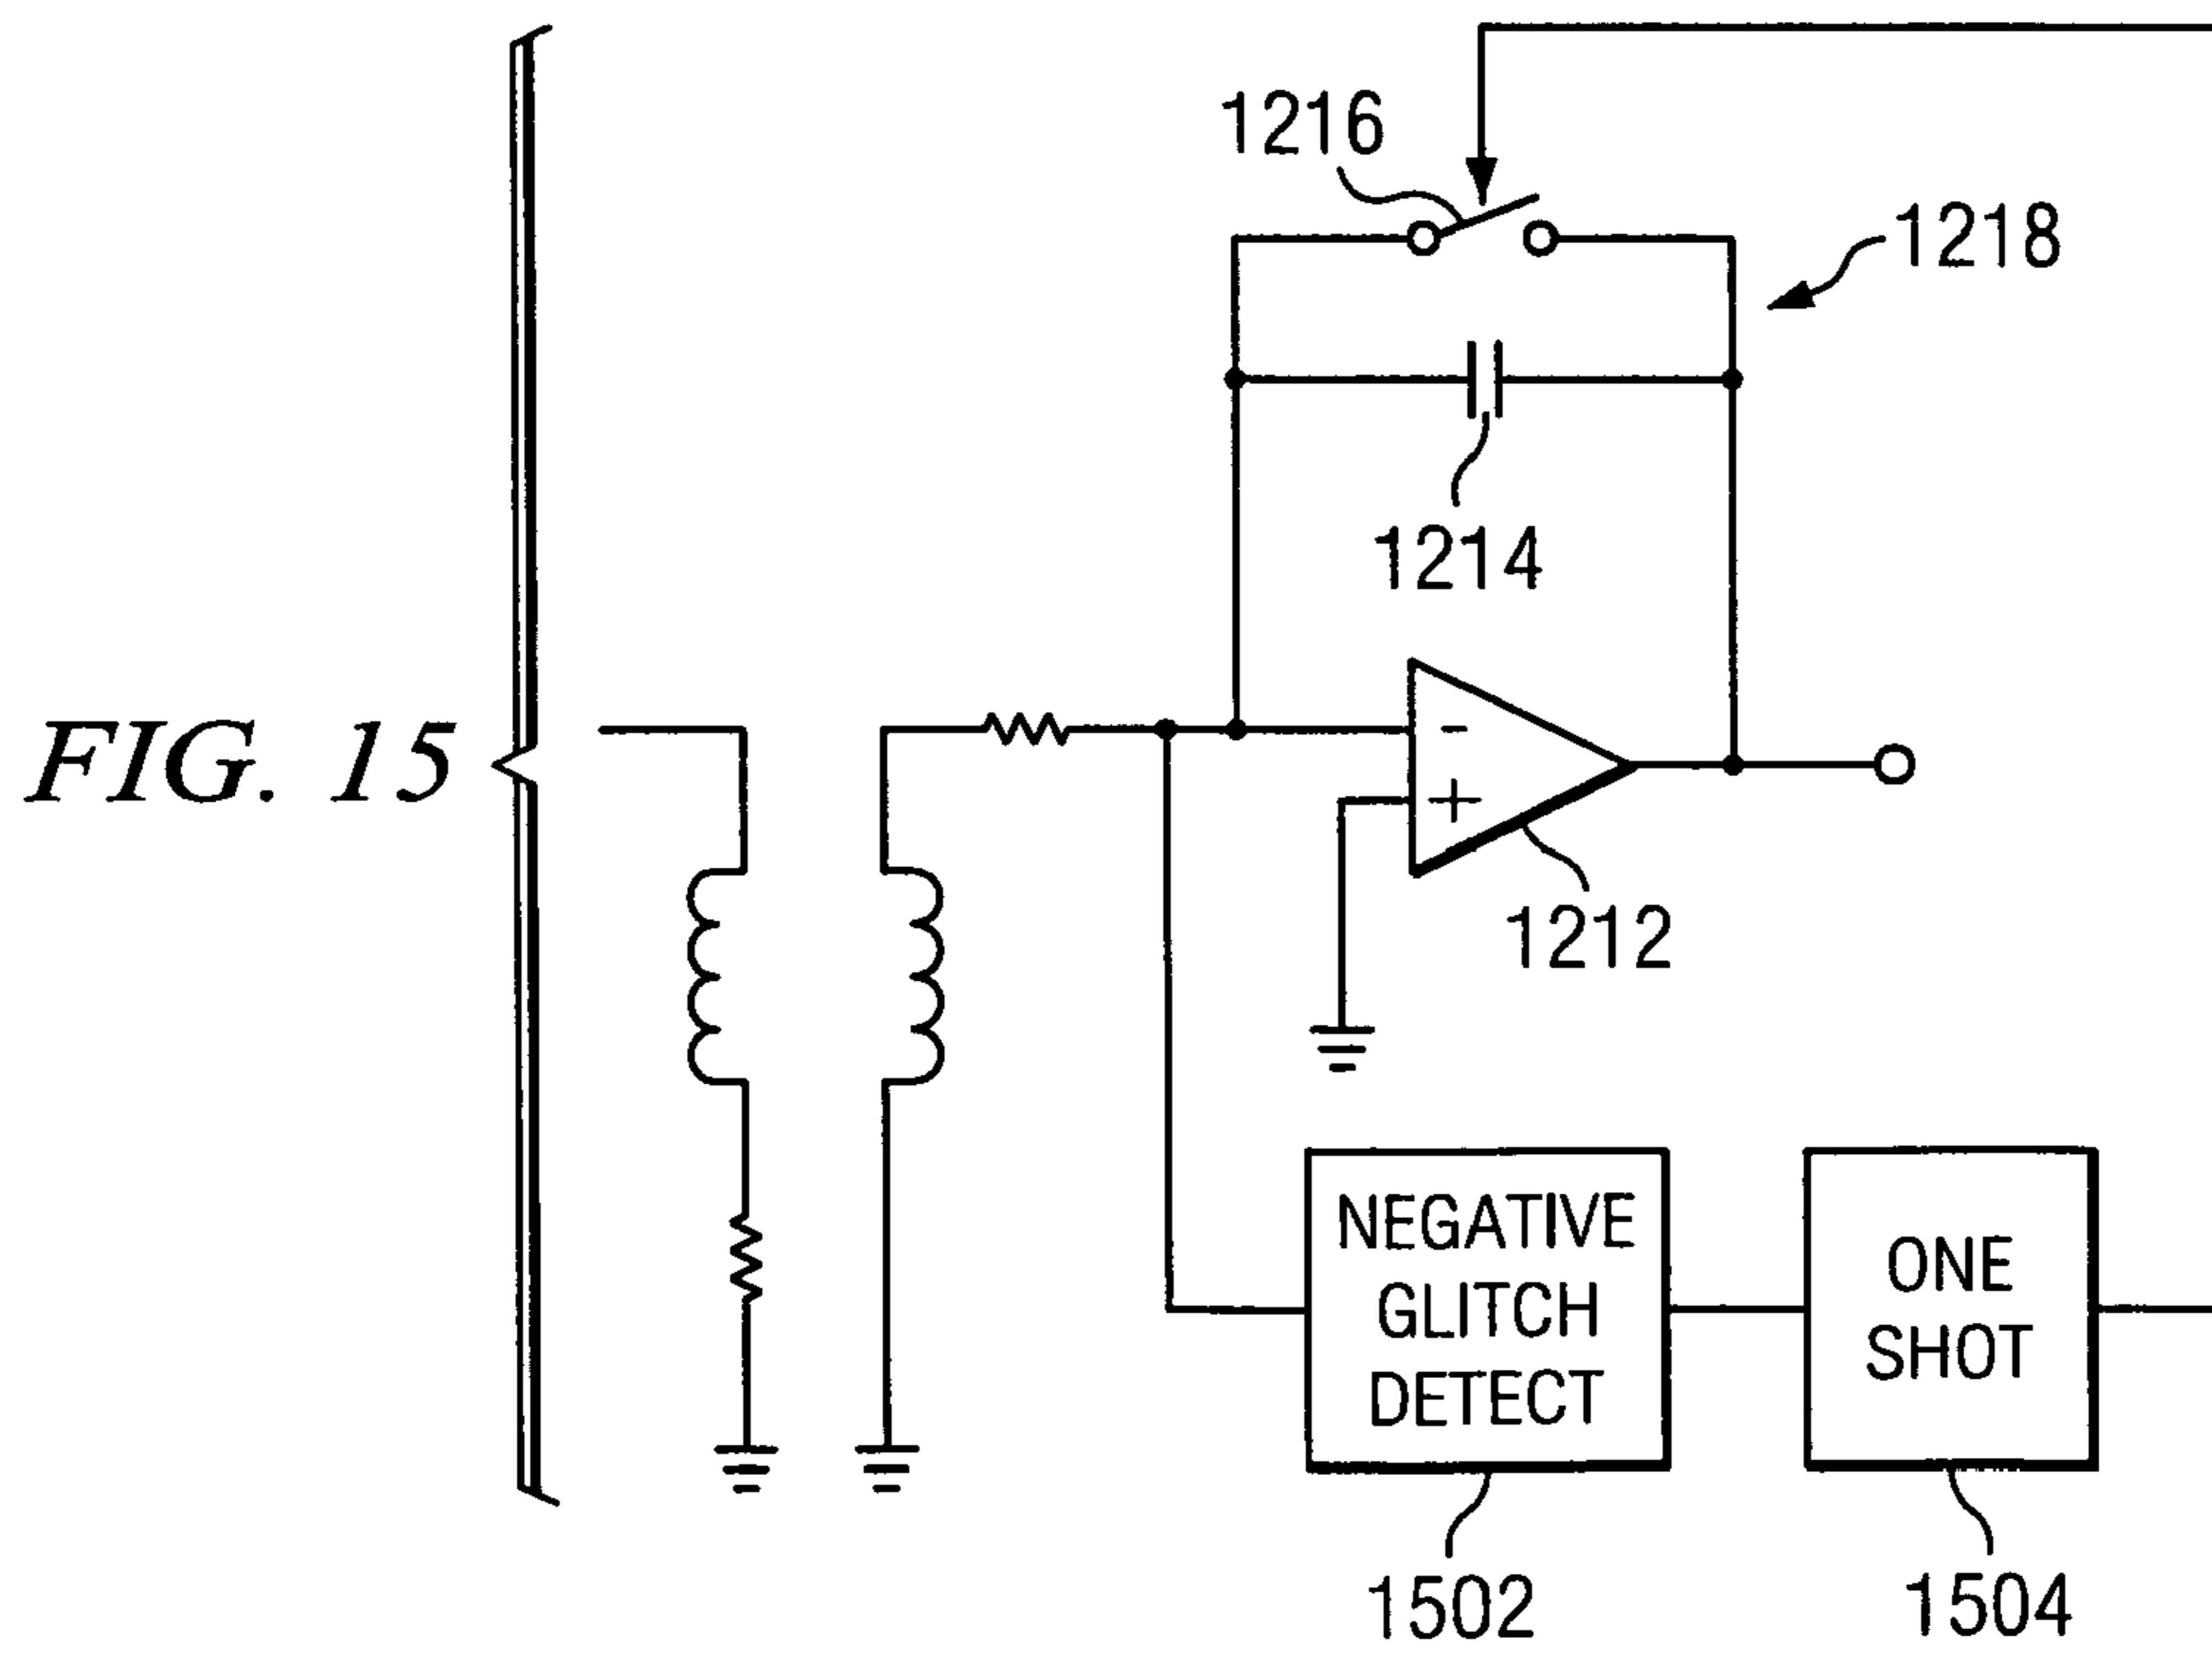 1216
1218
1214
FIG. 15
-
+
1212
NEGATIVE
GLITCH
DETECT
ONE
SHOT
1502
1504